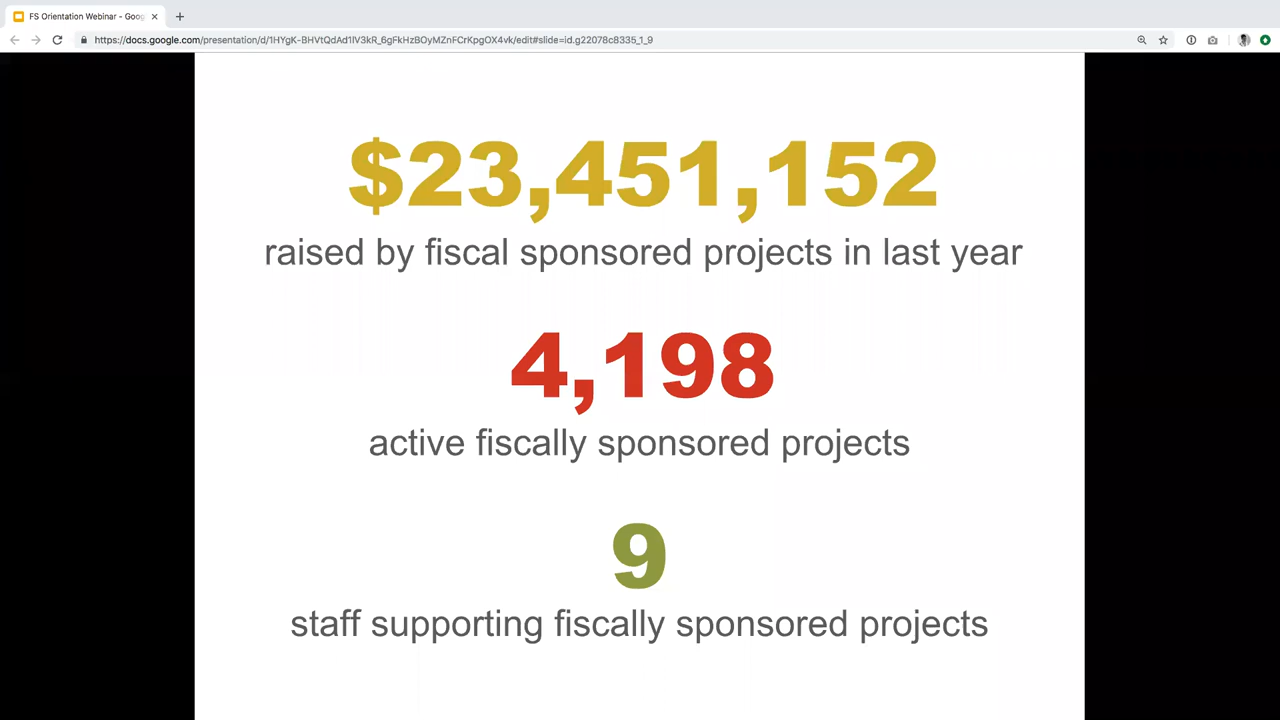 FS Orientation Webinar - Goog
https://docs.google.com/presentation/d/1HYgK-BHVtQdAd1IV3kR_6gFkHzBOyMZnFCrKpgOX4vk/edit#slide=id.g22078c8335_1_9
$23,451,152
raised by fiscal sponsored projects in last year
4,198
active fiscally sponsored projects
9
staff supporting fiscally sponsored projects